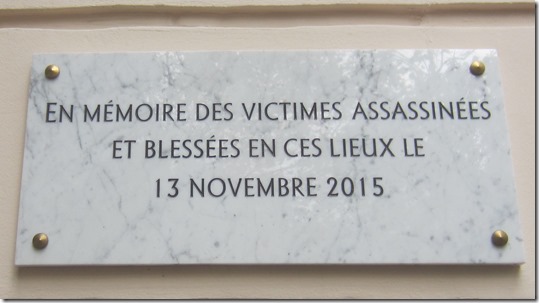 EN MÉMOIRE DES VICTIMES ASSASSINÉES
ET BLESSÉES EN CES LIEUX LE
13 NOVEMBRE 2015